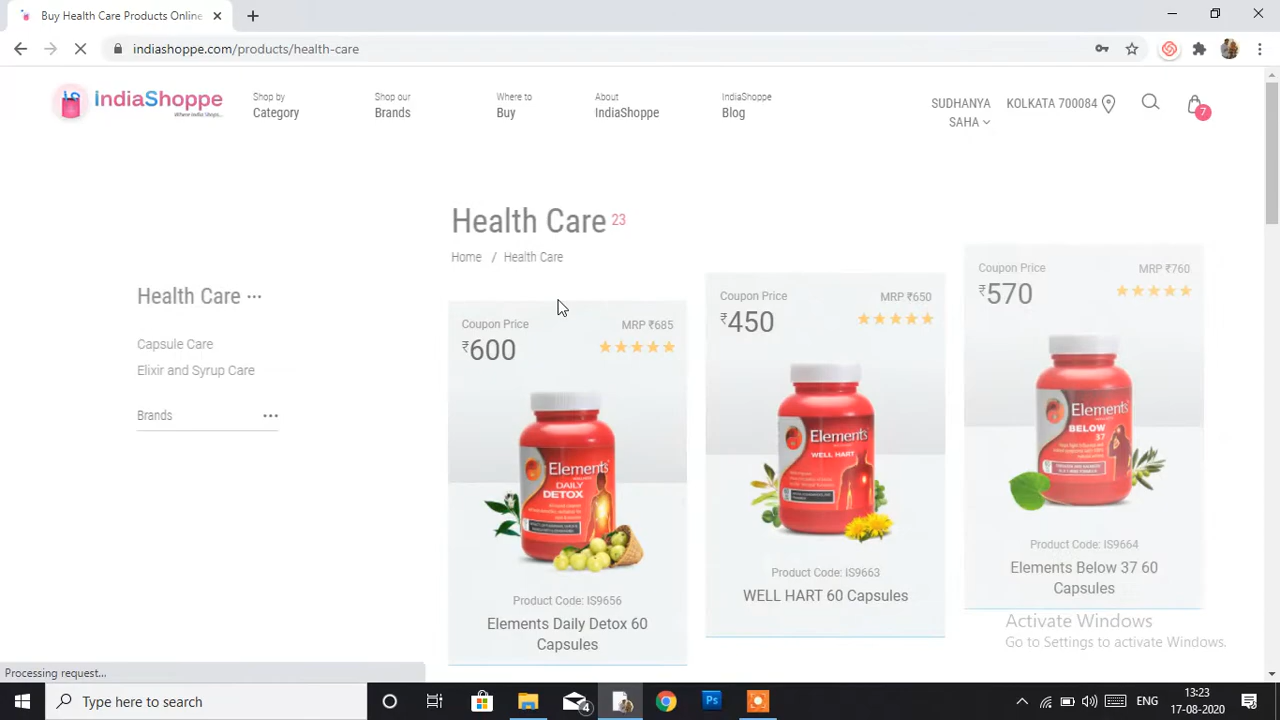 Buy Health Care Products Online
indiashoppe.com/products/health-care
IndiaShoppe
Where India Shops...
Shop by
Category
Shop our
Brands
Where to
Buy
About
IndiaShoppe
IndiaShoppe
Blog
SUDHANYA
SAHA
KOLKATA 700084
7
Health Care 23
Home / Health Care
Health Care ...
Capsule Care
Elixir and Syrup Care
Brands ...
Coupon Price MRP ₹685
₹600
Elements
DAILY
DETOX
Product Code: IS9656
Elements Daily Detox 60
Capsules
Coupon Price MRP ₹650
₹450
Elements
WELL HART
Product Code: IS9663
WELL HART 60 Capsules
Coupon Price MRP ₹760
₹570
Elements
BELOW
37
Product Code: IS9664
Elements Below 37 60
Capsules
Activate Windows
Go to Settings to activate Windows.
Processing request...
Type here to search
4
Ps
ENG
13:23
17-08-2020